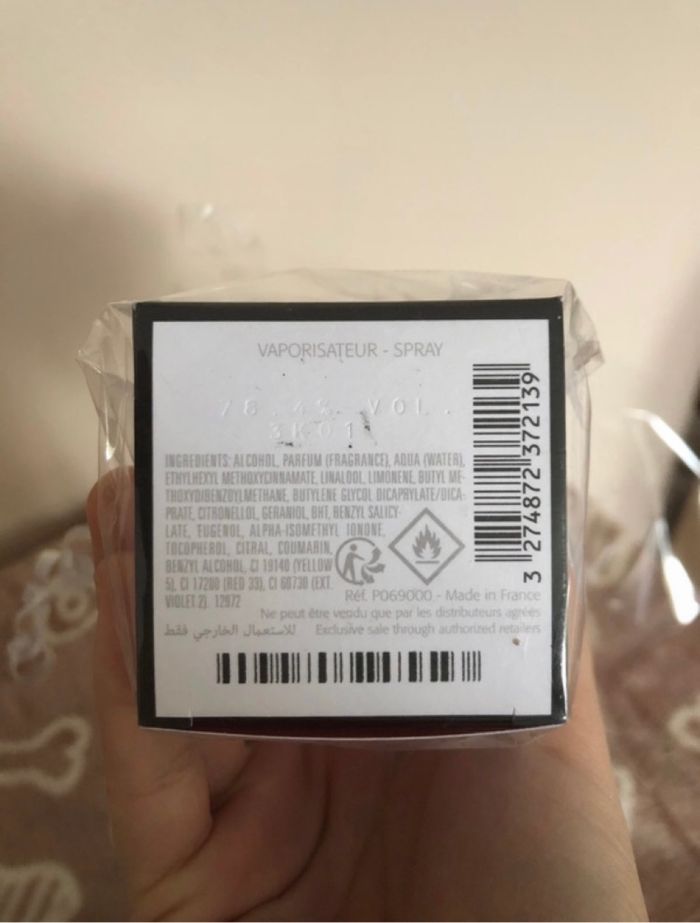 VAPORISATEUR - SPRAY
78 4% VOL.
3K01
INGREDIENTS: ALCOHOL, PARFUM (FRAGRANCE), AQUA (WATER),
ETHYLHEXYL METHOXYCINNAMATE, LINALOOL, LIMONENE, BUTYL ME-
THOXYDIBENZOYLMETHANE, BUTYLENE GLYCOL DICAPRYLATE/DICA-
PRATE, CITRONELLOL, GERANIOL, BHT, BENZYL SALICY-
LATE, EUGENOL, ALPHA-ISOMETHYL IONONE,
TOCOPHEROL, CITRAL, COUMARIN,
BENZYL ALCOHOL, CI 19140 (YELLOW
5), CI 17200 (RED 33), CI 60730 (EXT.
VIOLET 2). 12972
Réf. P069000 - Made in France
Ne peut être vendu que par les distributeurs agréés
للاستعمال الخارجي فقط Exclusive sale through authorized retailers
3 274872 372139